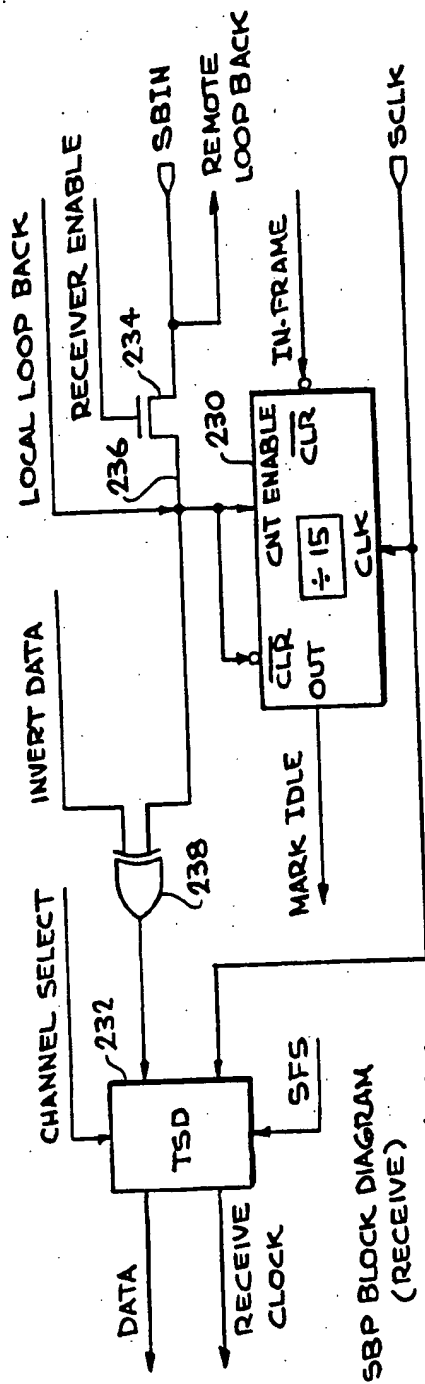 LOCAL LOOP BACK
RECEIVER ENABLE
SBIN
REMOTE
LOOP BACK
234
236
INVERT DATA
CHANNEL SELECT
238
232
TSD
DATA
RECEIVE
CLOCK
SFS
230
CNT ENABLE
CLR
CLR
÷ 15
OUT
CLK
IN-FRAME
MARK IDLE
SCLK
SBP BLOCK DIAGRAM
(RECEIVE)